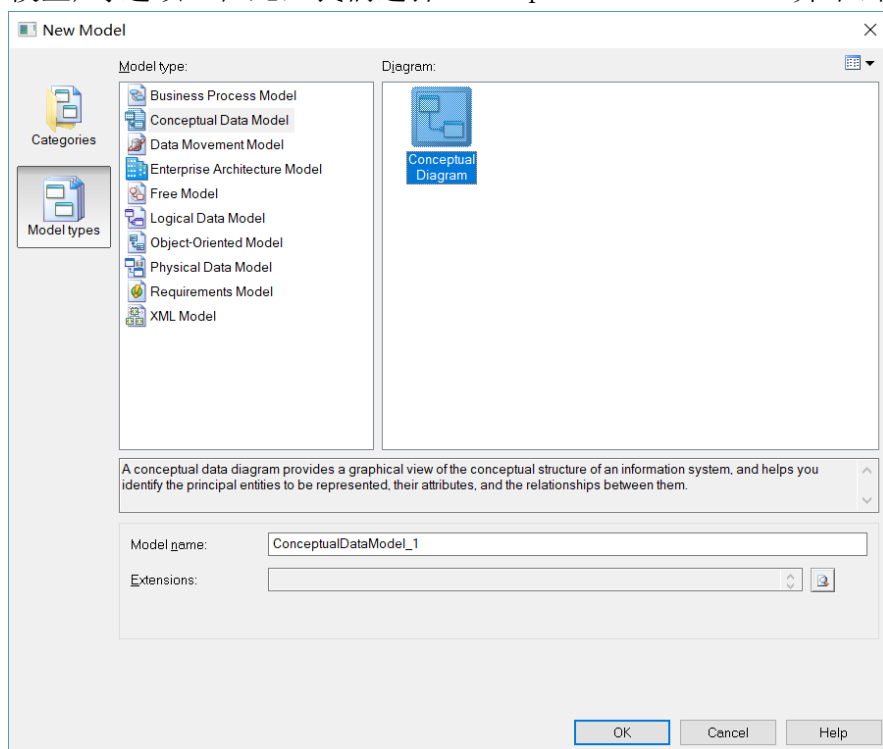 New Model
Model type:
Diagram:
Categories
Model types
Business Process Model
Conceptual Data Model
Data Movement Model
Enterprise Architecture Model
Free Model
Logical Data Model
Object-Oriented Model
Physical Data Model
Requirements Model
XML Model
Conceptual
Diagram
A conceptual data diagram provides a graphical view of the conceptual structure of an information system, and helps you
identify the principal entities to be represented, their attributes, and the relationships between them.
Model name:
ConceptualDataModel_1
Extensions:
OK
Cancel
Help